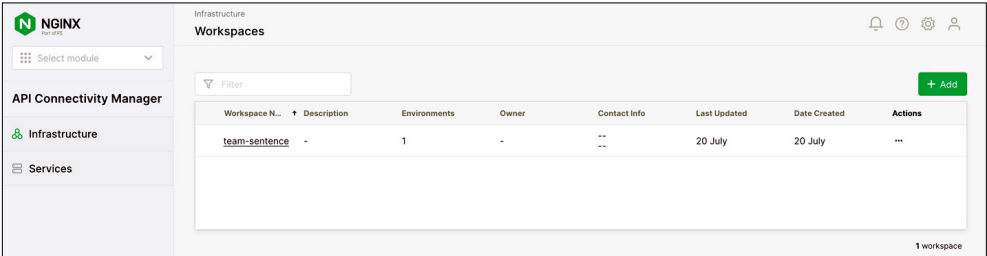 NGINX
Part of F5
Select module
API Connectivity Manager
Infrastructure
Services
Infrastructure
Workspaces
Filter
+ Add
Workspace N... ↑ Description Environments Owner Contact Info Last Updated Date Created Actions
team-sentence - 1 - -- 20 July 20 July ...
--
1 workspace